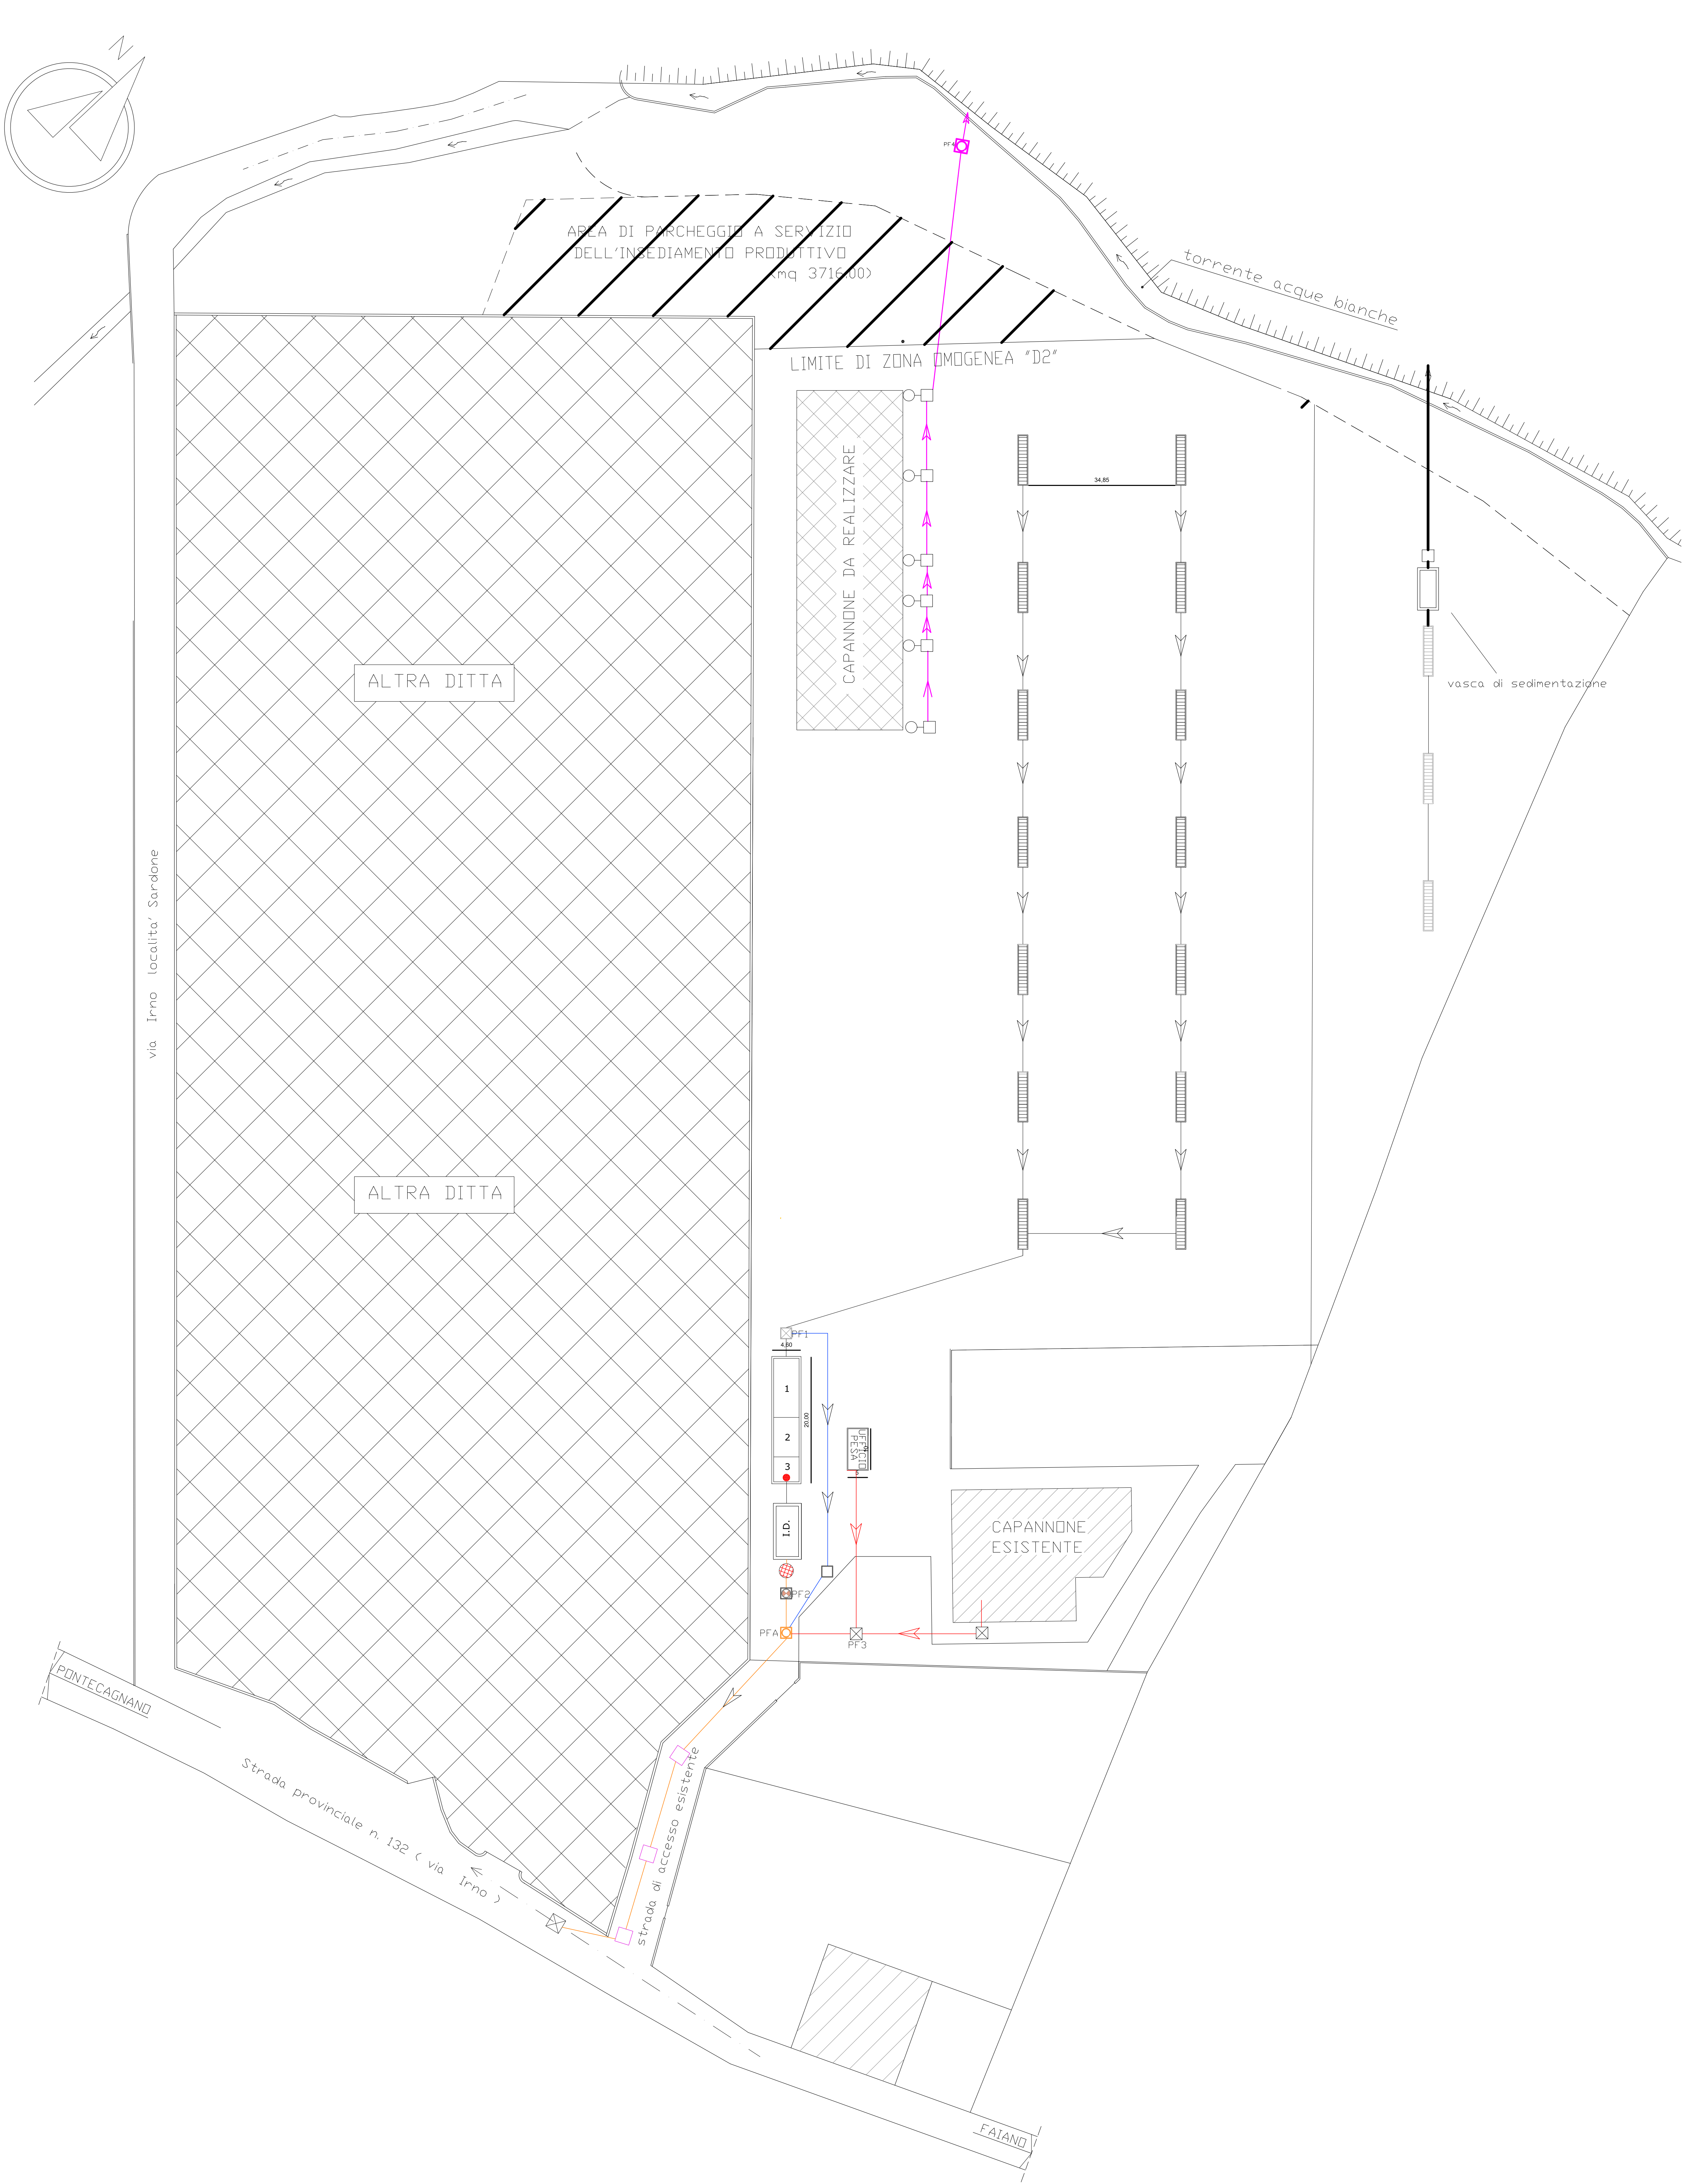 N
PF4
AREA DI PARCHEGGIO A SERVIZIO
DELL'INSEDIAMENTO PRODUTTIVO
(mq 3716.00)
torrente acque bianche
LIMITE DI ZONA OMOGENEA "D2"
CAPANNONE DA REALIZZARE
34,85
ALTRA DITTA
vasca di sedimentazione
via Irno localita' Sardone
ALTRA DITTA
PF1
4,60
1
20,00
2
3
UFFICIO
PESA
5
I.D.
CAPANNONE
ESISTENTE
PF2
PFA
PF3
PONTECAGNANO
strada di accesso esistente
Strada provinciale n. 132 ( via Irno )
FAIANO